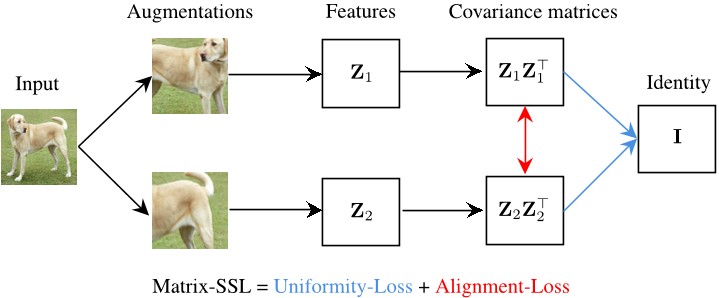 Augmentations Features Covariance matrices
Input
Z₁ Z₁Z₁⊤
Identity
I
Z₂ Z₂Z₂⊤
Matrix-SSL = Uniformity-Loss + Alignment-Loss